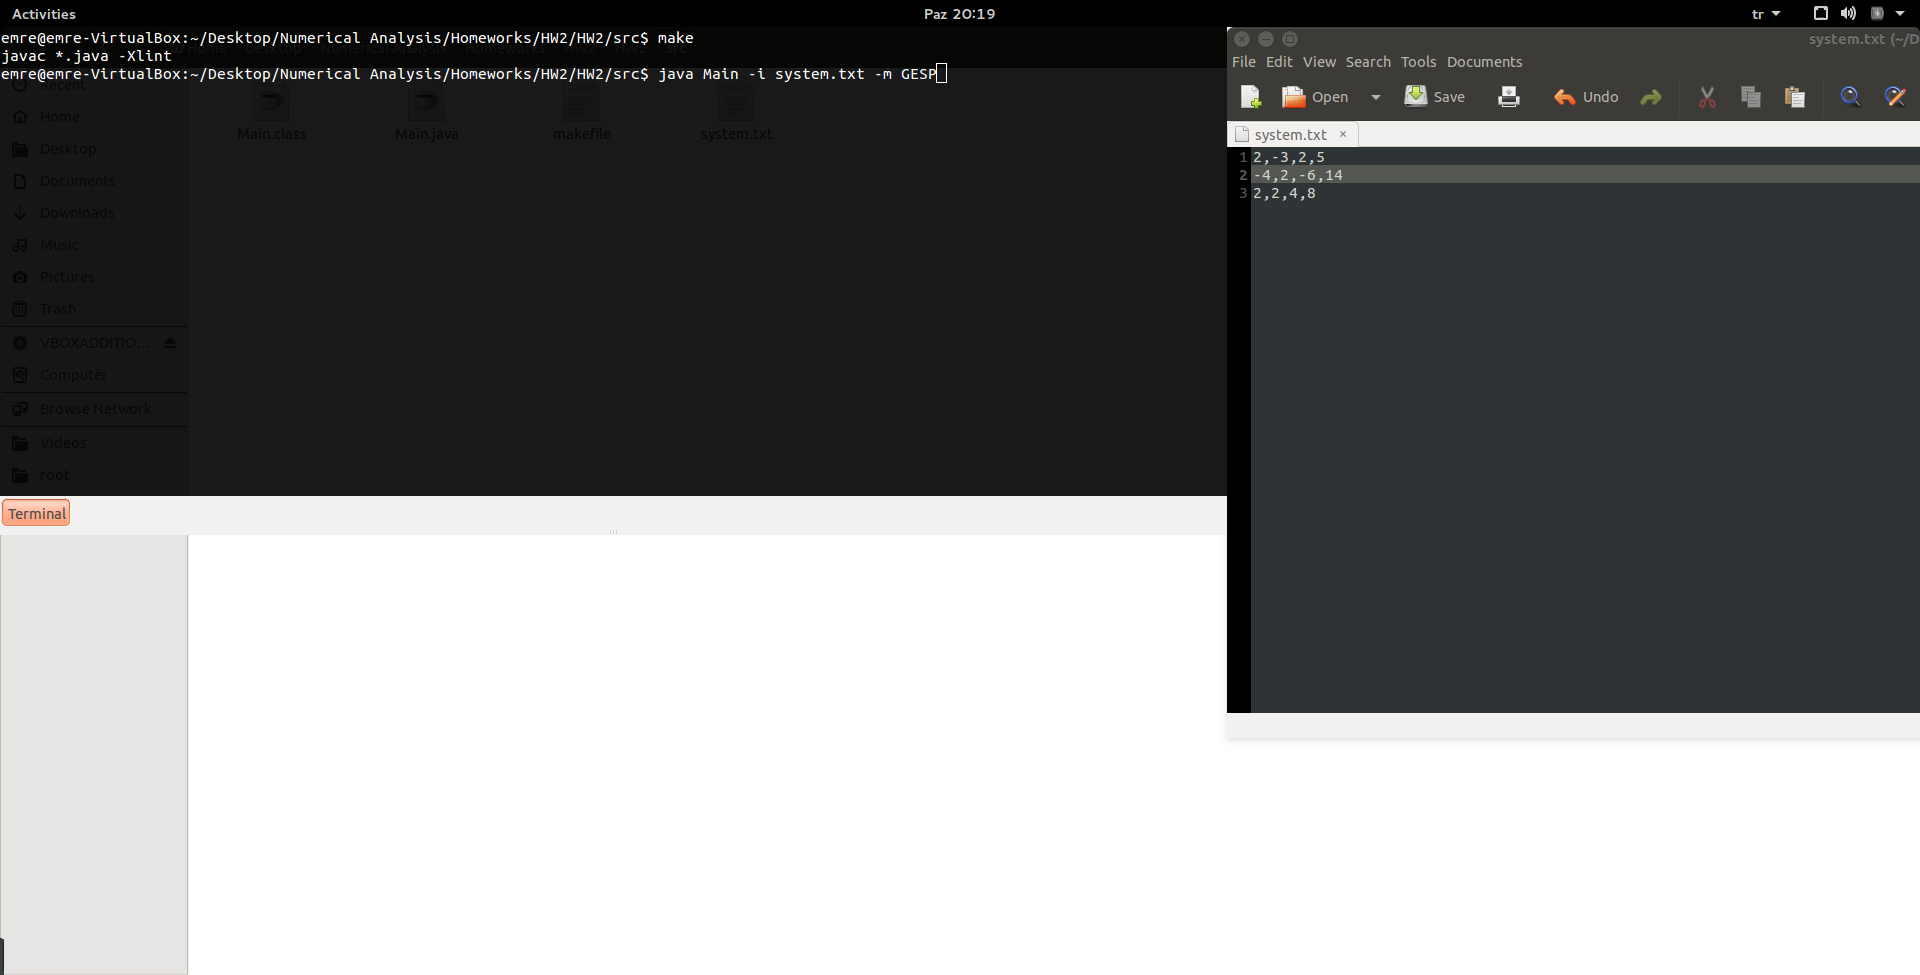 Activities
Paz 20:19
tr
emre@emre-VirtualBox:~/Desktop/Numerical Analysis/Homeworks/HW2/HW2/src$ make
javac *.java -Xlint
emre@emre-VirtualBox:~/Desktop/Numerical Analysis/Homeworks/HW2/HW2/src$ java Main -i system.txt -m GESP
Recent
Home
Desktop
Documents
Downloads
Music
Pictures
Trash
VBOXADDITIO...
Computer
Browse Network
Videos
root
Main.class
Main.java
makefile
system.txt
Terminal
system.txt (~/D
File Edit View Search Tools Documents
Open Save Undo
system.txt ×
1 2,-3,2,5
2 -4,2,-6,14
3 2,2,4,8